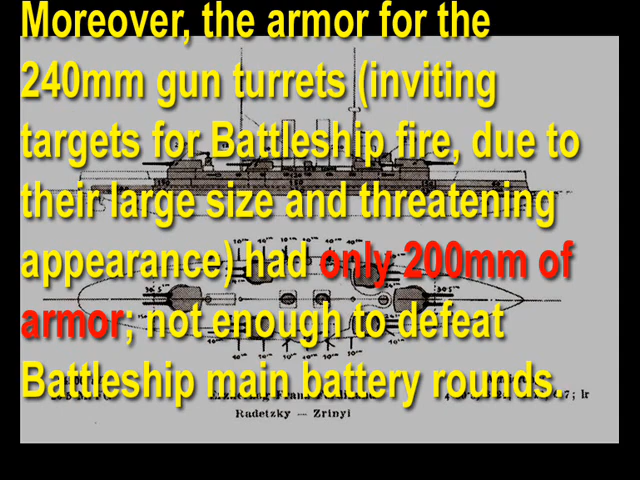 Moreover, the armor for the
240mm gun turrets (inviting
targets for Battleship fire, due to
their large size and threatening
appearance) had only 200mm of
armor; not enough to defeat
Battleship main battery rounds.
Radetzky — Zrinyi